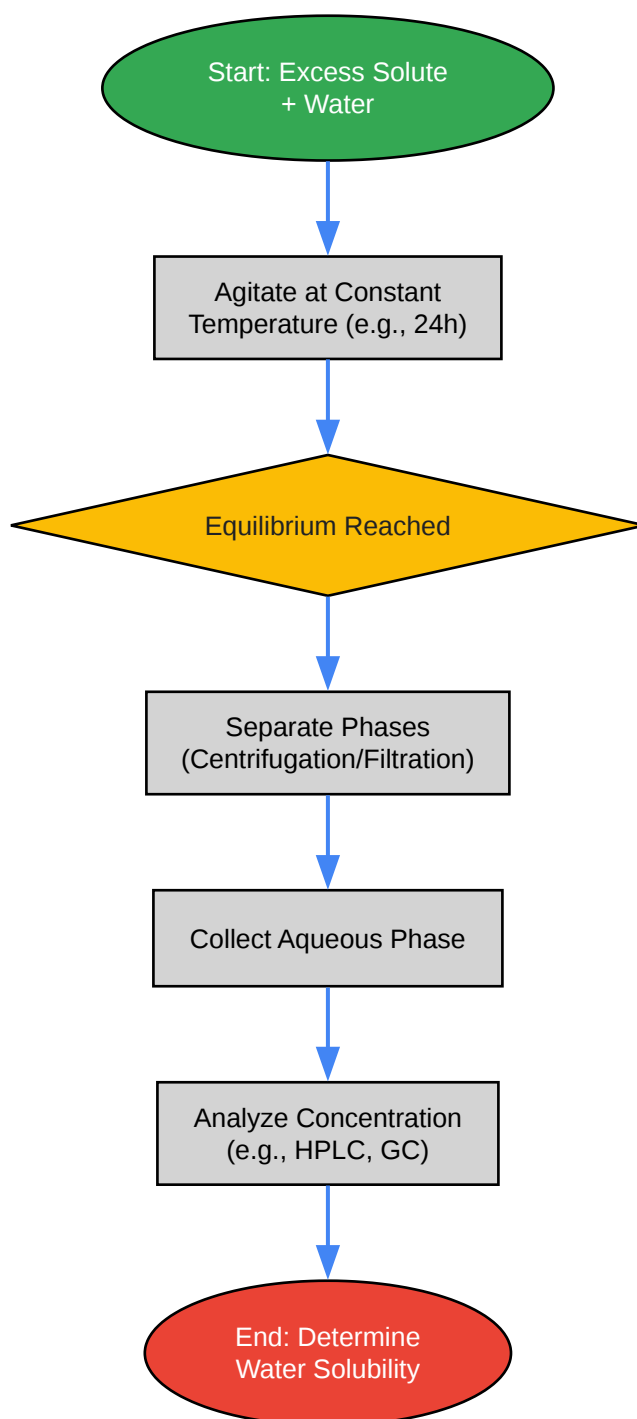 Start: Excess Solute
+ Water
Agitate at Constant
Temperature (e.g., 24h)
Equilibrium Reached
Separate Phases
(Centrifugation/Filtration)
Collect Aqueous Phase
Analyze Concentration
(e.g., HPLC, GC)
End: Determine
Water Solubility